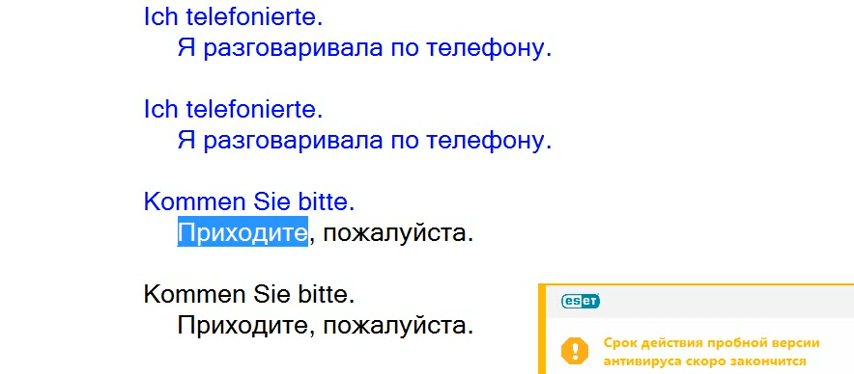 Ich telefonierte.
Я разговаривала по телефону.
Ich telefonierte.
Я разговаривала по телефону.
Kommen Sie bitte.
Приходите, пожалуйста.
Kommen Sie bitte.
Приходите, пожалуйста.
eseT
Срок действия пробной версии
антивируса скоро закончится